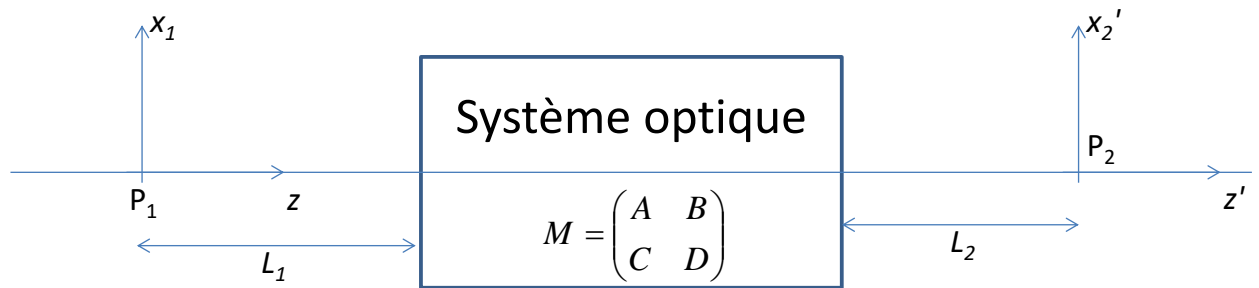 x₁ x₂'
Système optique
P₁ z P₂ z'
M = (A B
C D)
L₁ L₂